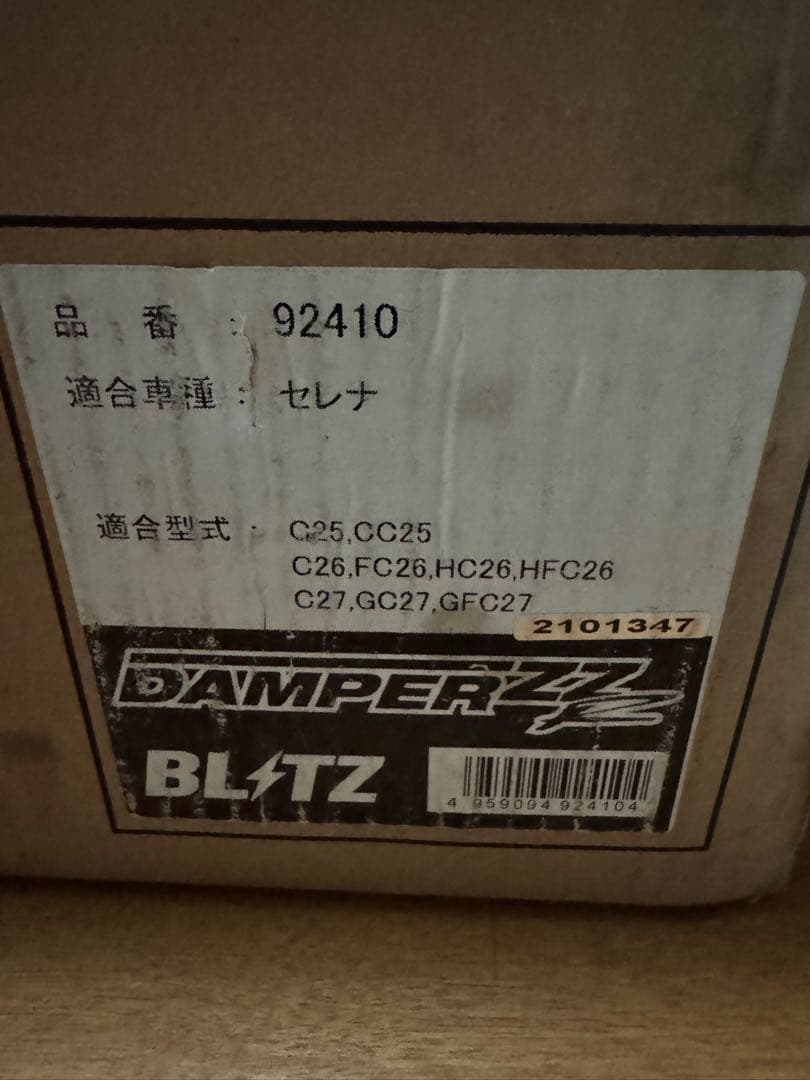 品 番 : 92410
適合車種 : セレナ
適合型式 : C25,CC25
C26,FC26,HC26,HFC26
C27,GC27,GFC27
2101347
DAMPER ZZ-R
BLITZ
4 959094 924104